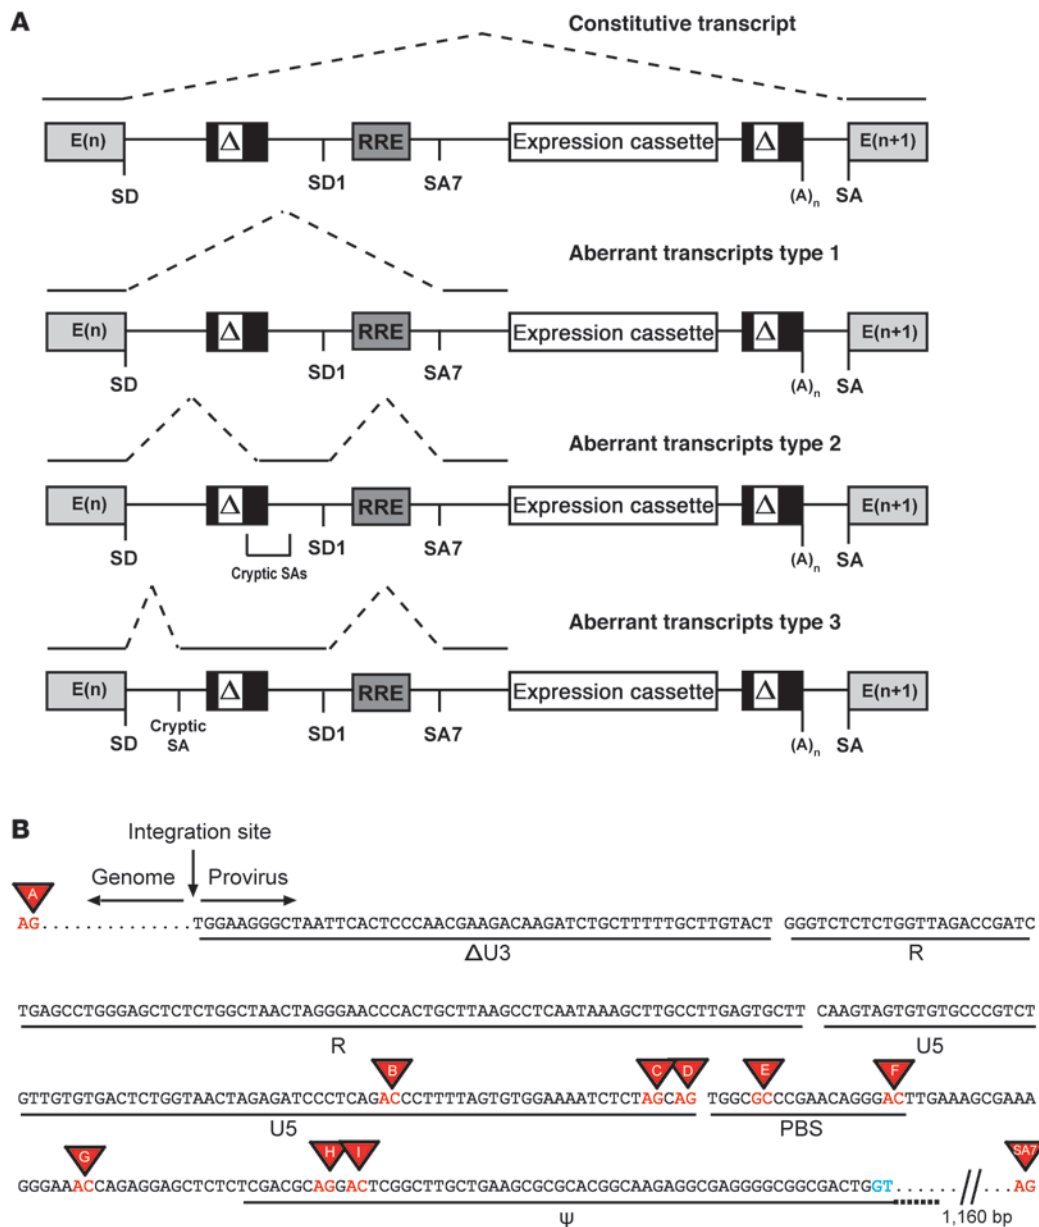 A
Constitutive transcript
E(n) Δ RRE Expression cassette Δ E(n+1)
SD SD1 SA7 (A)n SA
Aberrant transcripts type 1
E(n) Δ RRE Expression cassette Δ E(n+1)
SD SD1 SA7 (A)n SA
Aberrant transcripts type 2
E(n) Δ RRE Expression cassette Δ E(n+1)
SD Cryptic SAs SD1 SA7 (A)n SA
Aberrant transcripts type 3
E(n) Δ RRE Expression cassette Δ E(n+1)
SD Cryptic SA SD1 SA7 (A)n SA
B
Integration site
A Genome Provirus
AG...............TGGAAGGGCTAATTCACTCCCAACGAAGACAAGATCTGCTTTTTGCTTGTACT GGGTCTCTCTGGTTAGACCGATC
ΔU3 R
TGAGCCTGGGAGCTCTCTGGCTAACTAGGGAACCCACTGCTTAAGCCTCAATAAAGCTTGCCTTGAGTGCTT CAAGTAGTGTGTGCCCGTCT
R U5
B C D E F
GTTGTGTGACTCTGGTAACTAGAGATCCCTCAGACCCTTTTAGTGTGGAAAATCTCTAGCAG TGGCGCCCGAACAGGGACTTGAAAGCGAAA
U5 PBS
G H I SA7
GGGAAACCAGAGGAGCTCTCTCGACGCAGGACTCGGCTTGCTGAAGCGCGCACGGCAAGAGGCGAGGGGCGGCGACTGGT...... // ...AG
ψ 1,160 bp